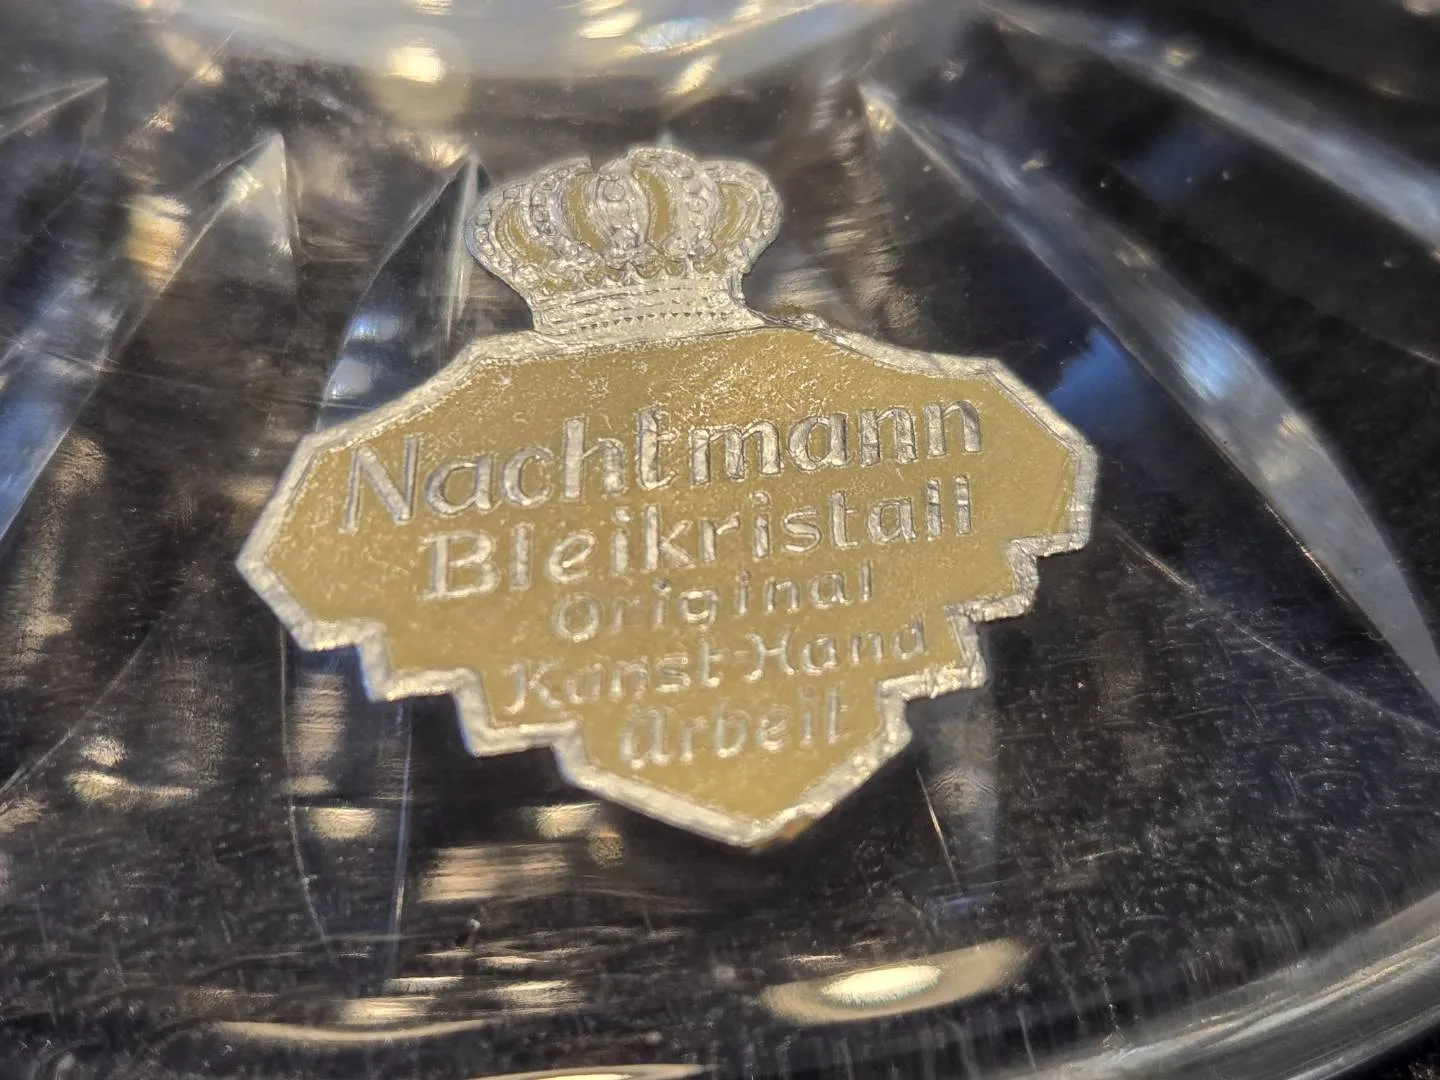 Nachtmann
Bleikristall
Original
Kunst-Hand
Arbeit